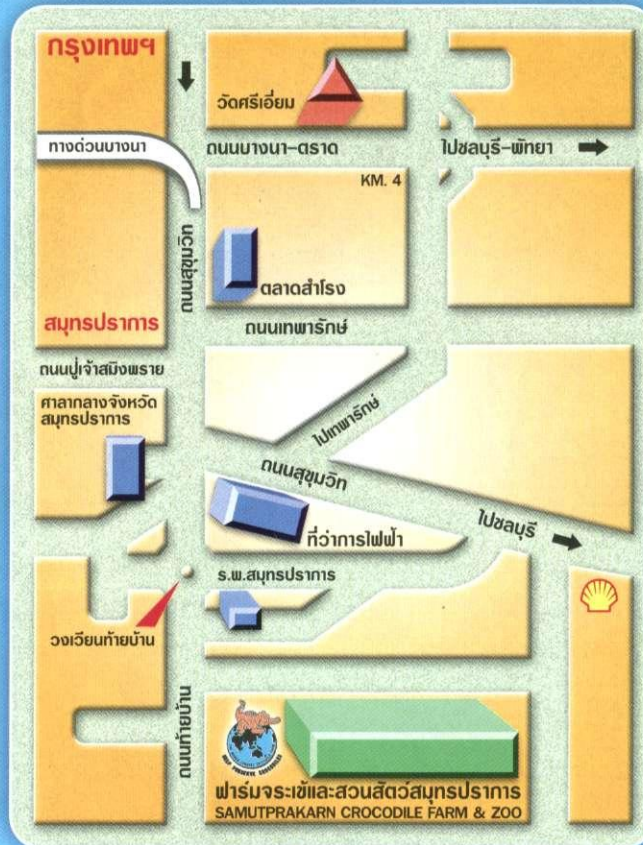 กรุงเทพฯ
วัดศรีเอี่ยม
ทางด่วนบางนา
ถนนบางนา-ตราด
ไปชลบุรี-พัทยา
KM. 4
ถนนสุขุมวิท
ตลาดสำโรง
สมุทรปราการ
ถนนเทพารักษ์
ถนนปู่เจ้าสมิงพราย
ศาลากลางจังหวัด
สมุทรปราการ
ไปเทพารักษ์
ถนนสุขุมวิท
ไปชลบุรี
ที่ว่าการไฟฟ้า
ร.พ.สมุทรปราการ
วงเวียนท้ายบ้าน
ถนนท้ายบ้าน
HELP PRESERVE CROCODILES
ฟาร์มจระเข้และสวนสัตว์สมุทรปราการ
SAMUTPRAKARN CROCODILE FARM & ZOO